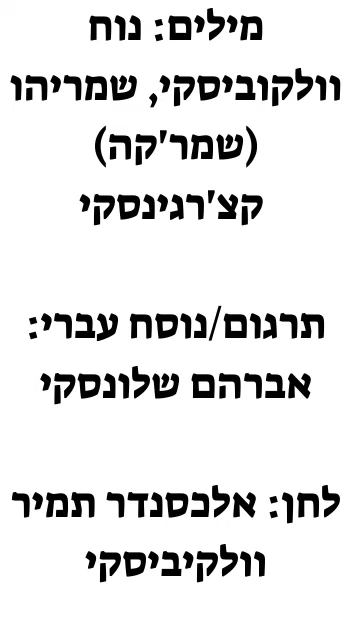 מילים: נוח
וולקוביסקי, שמריהו
(שמר'קה)
קצ'רגינסקי
תרגום/נוסח עברי:
אברהם שלונסקי
לחן: אלכסנדר תמיר
וולקיביסקי